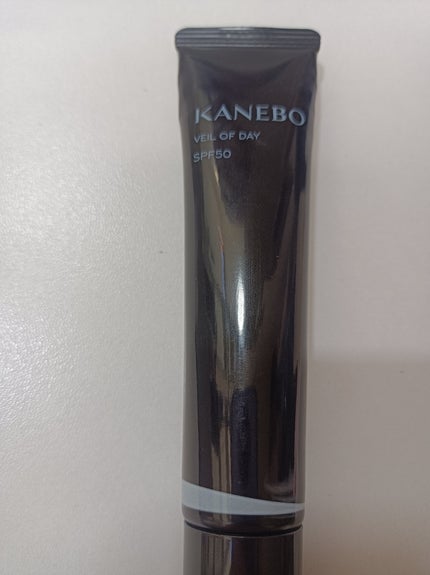 KANEBO
VEIL OF DAY
SPF50